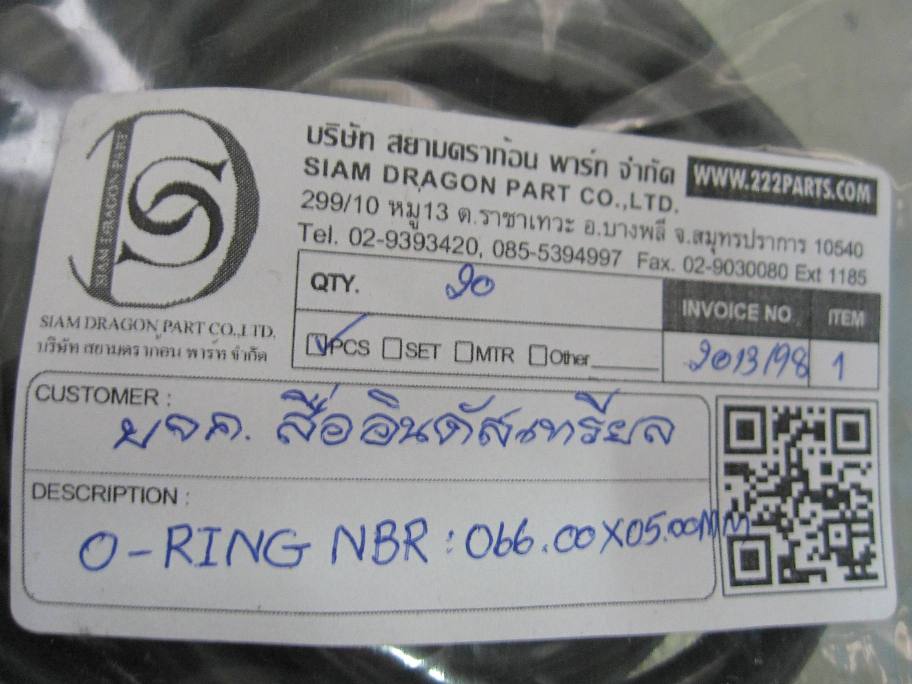 บริษัท สยามดราก้อน พาร์ท จำกัด
WWW.222PARTS.COM
SIAM DRAGON PART CO.,LTD.
299/10 หมู่13 ต.ราชาเทวะ อ.บางพลี จ.สมุทรปราการ 10540
Tel. 02-9393420, 085-5394997 Fax. 02-9030080 Ext 1185
SIAM DRAGON PART
SIAM DRAGON PART CO.,LTD.
บริษัท สยามดราก้อน พาร์ท จำกัด
QTY. 20
INVOICE NO. ITEM
PCS SET MTR Other
2013/98 1
CUSTOMER :
บจก. สื่ออินดัสเทรียล
DESCRIPTION :
O-RING NBR : 066.00X05.00MM